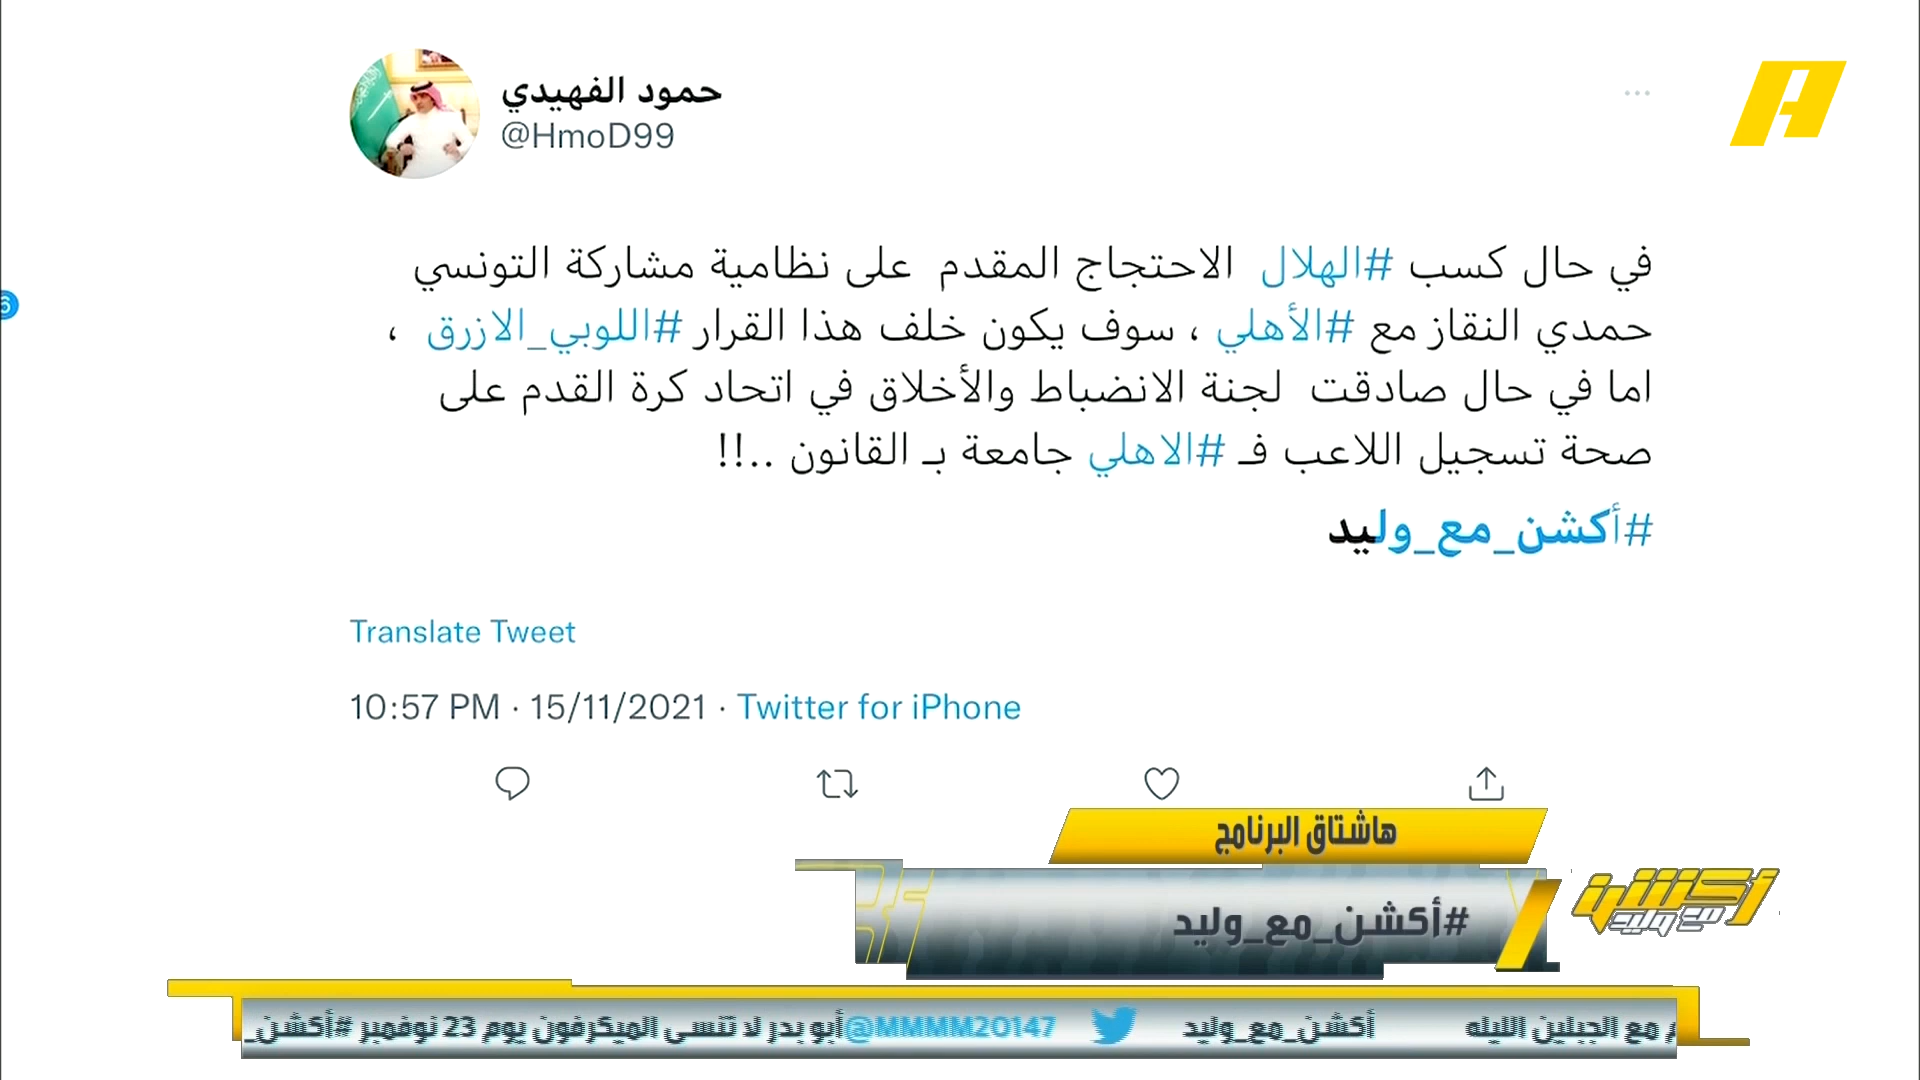 حمود الفهيدي
@HmoD99
في حال كسب #الهلال الاحتجاج المقدم على نظامية مشاركة التونسي
حمدي النقاز مع #الأهلي ، سوف يكون خلف هذا القرار #اللوبي_الازرق ،
اما في حال صادقت لجنة الانضباط والأخلاق في اتحاد كرة القدم على
صحة تسجيل اللاعب فـ #الاهلي جامعة بـ القانون ..!!
#أكشن_مع_وليد
Translate Tweet
10:57 PM · 15/11/2021 · Twitter for iPhone
هاشتاق البرنامج
#أكشن_مع_وليد
أكشن مع وليد
مع الجبلين الليله أكشن_مع_وليد @MMMM20147 أبو بدر لا تنسى الميكرفون يوم 23 نوفمبر #أكشن_